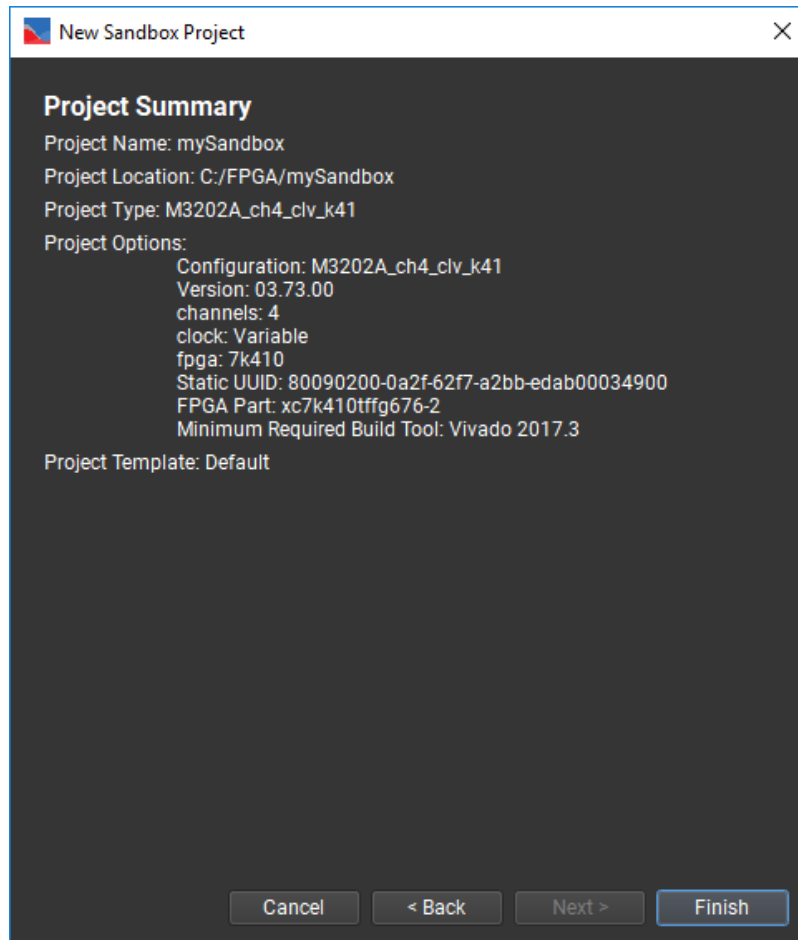 New Sandbox Project
Project Summary
Project Name: mySandbox
Project Location: C:/FPGA/mySandbox
Project Type: M3202A_ch4_clv_k41
Project Options:
Configuration: M3202A_ch4_clv_k41
Version: 03.73.00
channels: 4
clock: Variable
fpga: 7k410
Static UUID: 80090200-0a2f-62f7-a2bb-edab00034900
FPGA Part: xc7k410tffg676-2
Minimum Required Build Tool: Vivado 2017.3
Project Template: Default
Cancel < Back Next > Finish